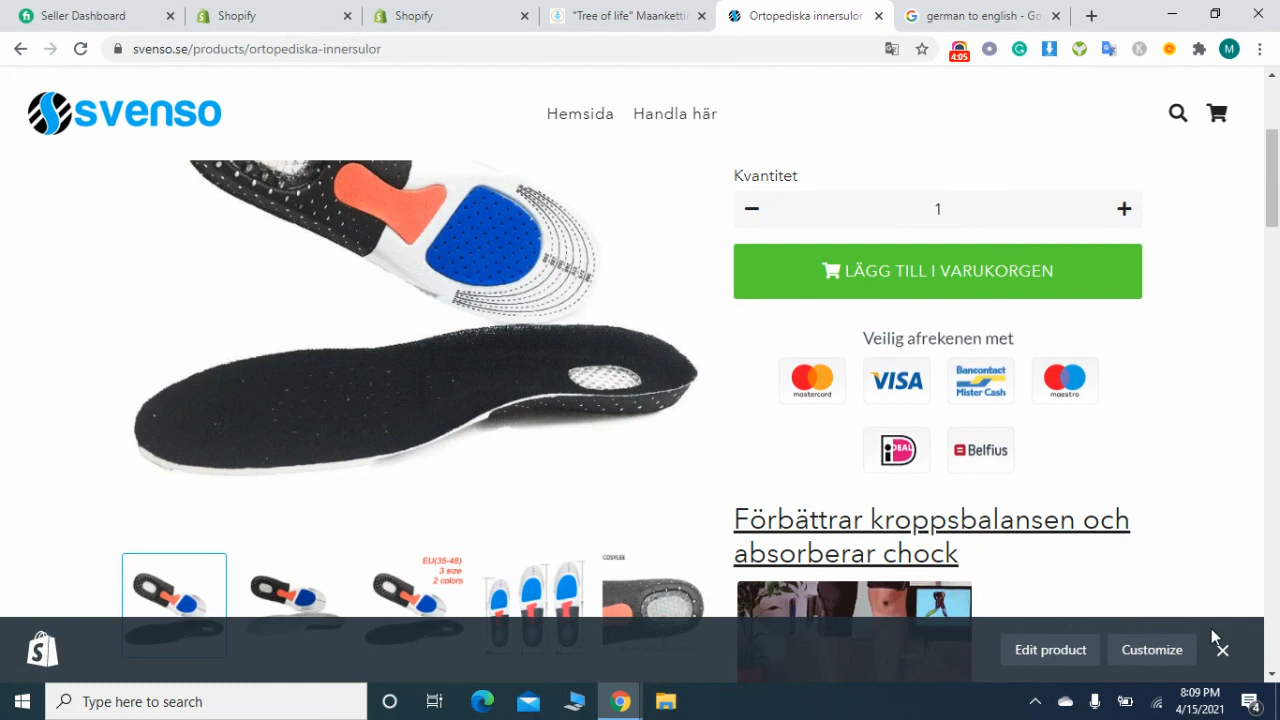 Seller Dashboard
Shopify
Shopify
"Tree of life" Maankettin
Ortopediska innersulor
german to english - Go
svenso.se/products/ortopediska-innersulor
4:05
M
svenso
Hemsida
Handla här
Kvantitet
1
LÄGG TILL I VARUKORGEN
Veilig afrekenen met
mastercard
VISA
Bancontact
Mister Cash
maestro
iDEAL
Belfius
Förbättrar kroppsbalansen och
absorberar chock
EU(35-48)
3 size
2 colors
COSYLEE
Edit product
Customize
Type here to search
8:09 PM
4/15/2021
4